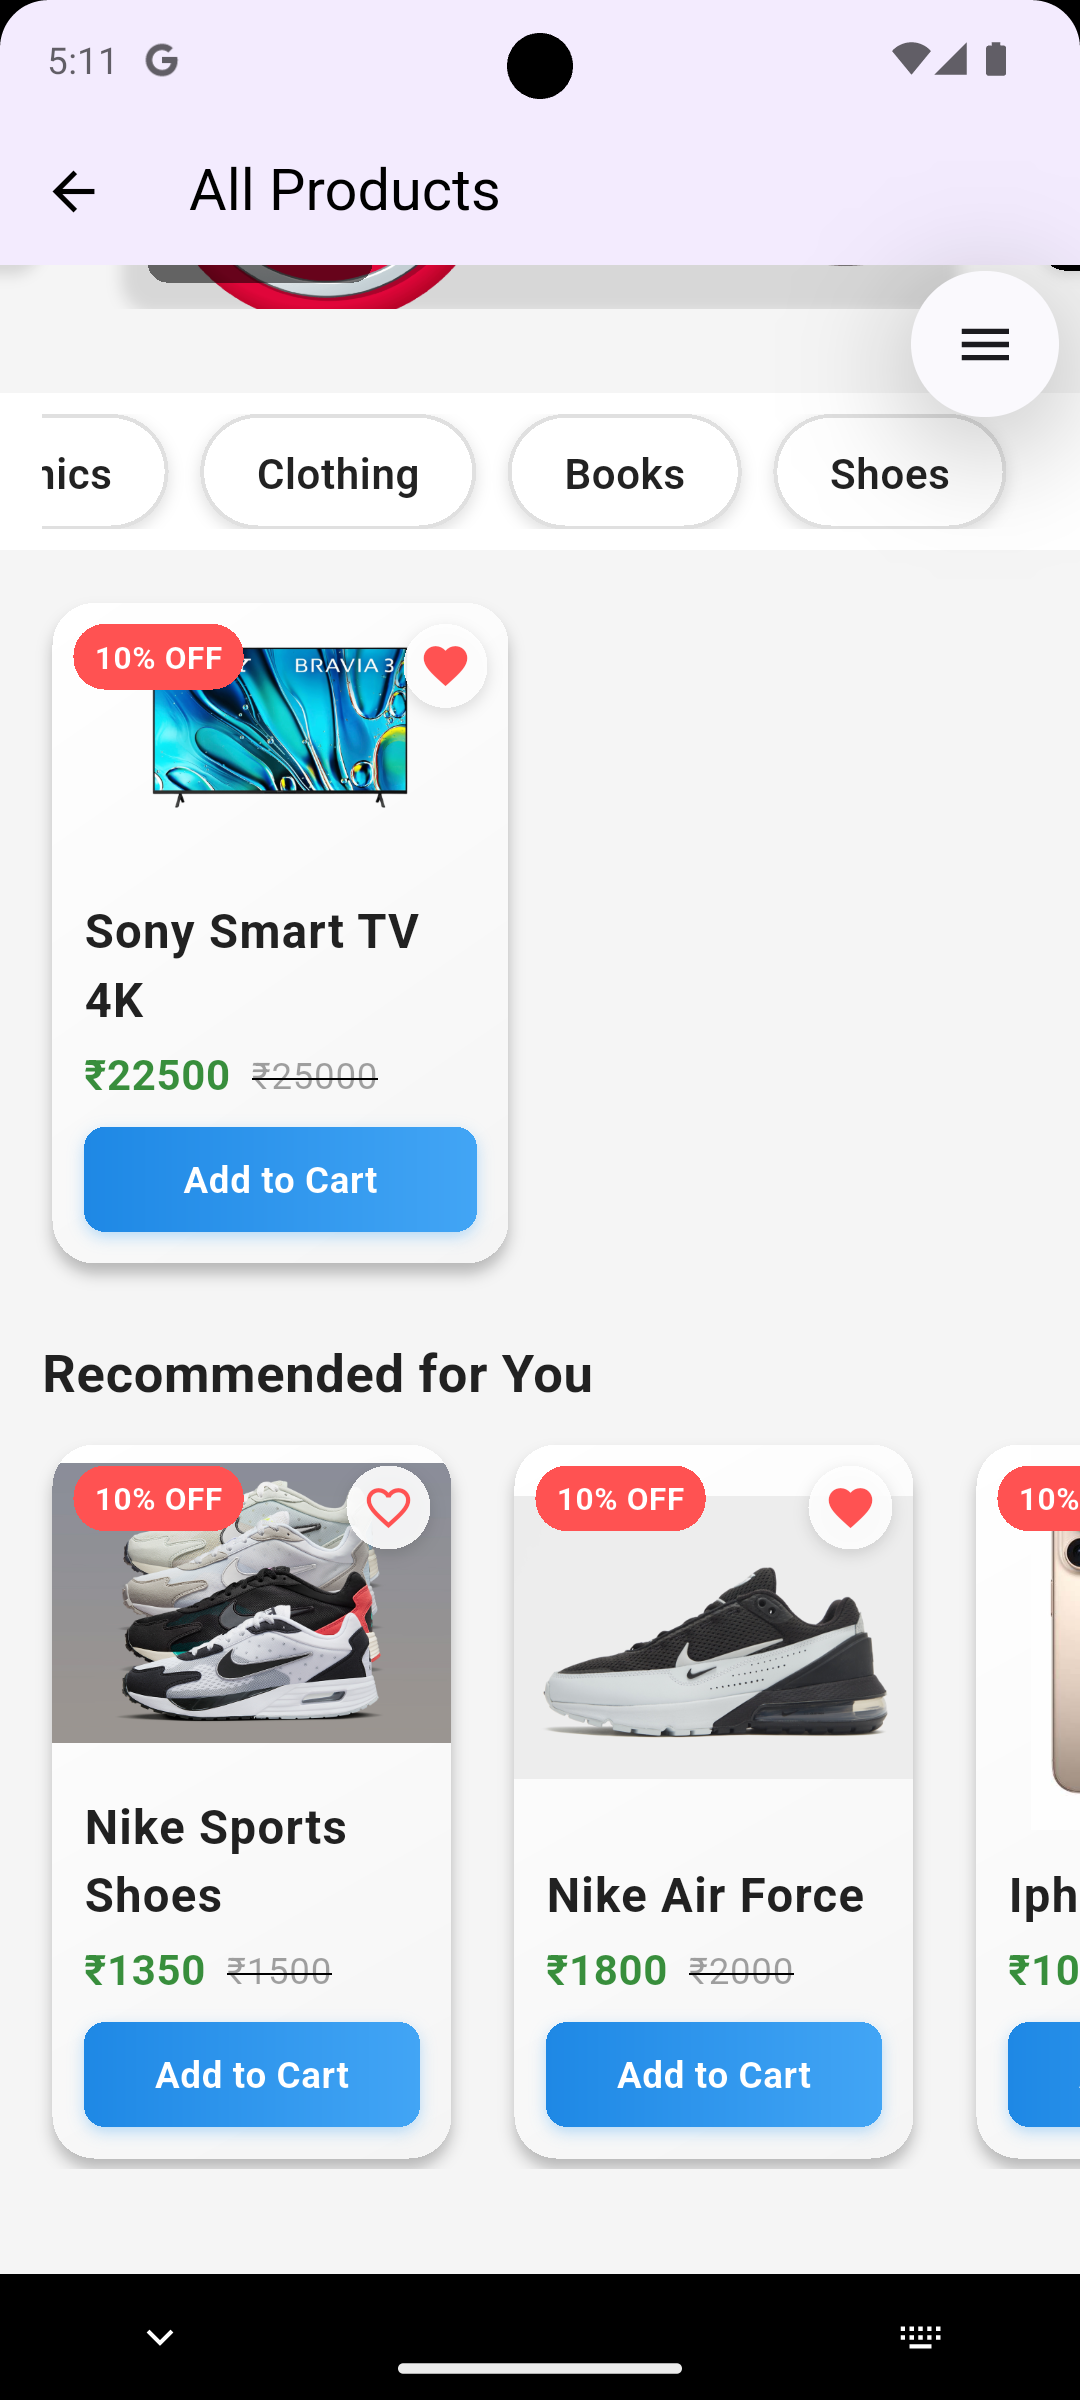 5:11
All Products
nics
Clothing
Books
Shoes
10% OFF
BRAVIA 3
Sony Smart TV
4K
₹22500 ₹25000
Add to Cart
Recommended for You
10% OFF
10% OFF
10%
Nike Sports
Shoes
Nike Air Force
Iph
₹1350 ₹1500
₹1800 ₹2000
₹10
Add to Cart
Add to Cart